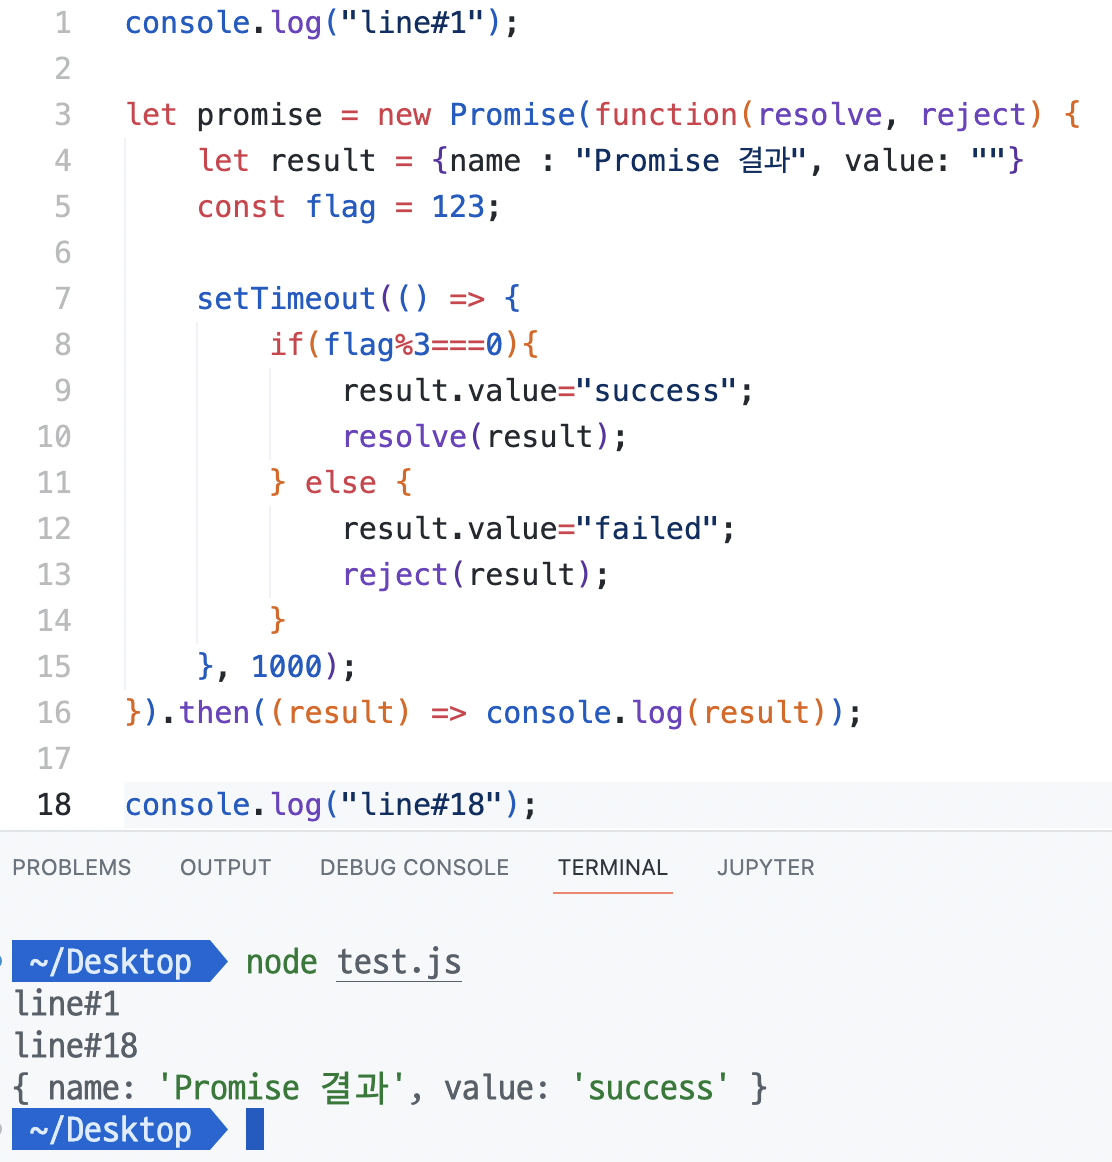 1 console.log("line#1");
2
3 let promise = new Promise(function(resolve, reject) {
4 let result = {name : "Promise 결과", value: ""}
5 const flag = 123;
6
7 setTimeout(() => {
8 if(flag%3===0){
9 result.value="success";
10 resolve(result);
11 } else {
12 result.value="failed";
13 reject(result);
14 }
15 }, 1000);
16 }).then((result) => console.log(result));
17
18 console.log("line#18");
PROBLEMS OUTPUT DEBUG CONSOLE TERMINAL JUPYTER
~/Desktop node test.js
line#1
line#18
{ name: 'Promise 결과', value: 'success' }
~/Desktop